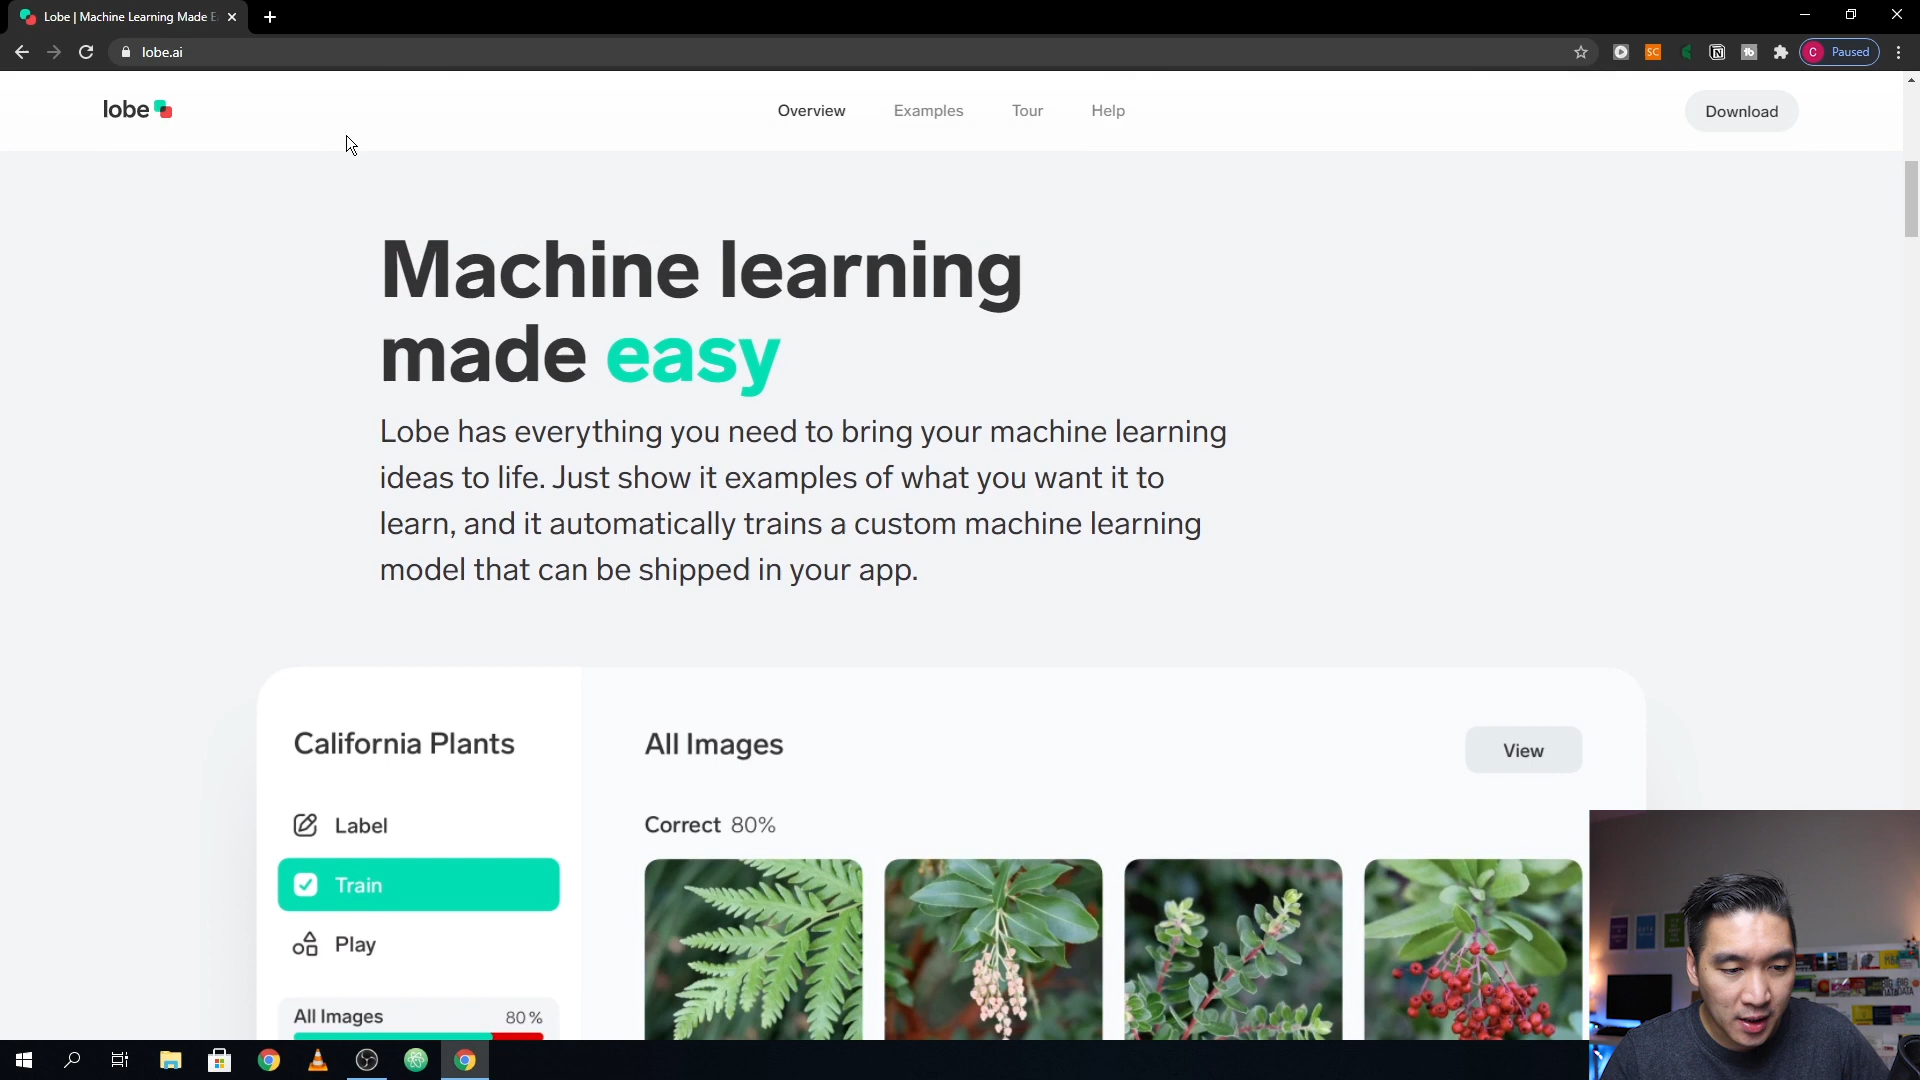 Lobe | Machine Learning Made E
lobe.ai
SC
tb
C Paused
lobe
Overview
Examples
Tour
Help
Download
Machine learning
made easy
Lobe has everything you need to bring your machine learning
ideas to life. Just show it examples of what you want it to
learn, and it automatically trains a custom machine learning
model that can be shipped in your app.
California Plants
Label
Train
Play
All Images 80%
All Images
View
Correct 80%